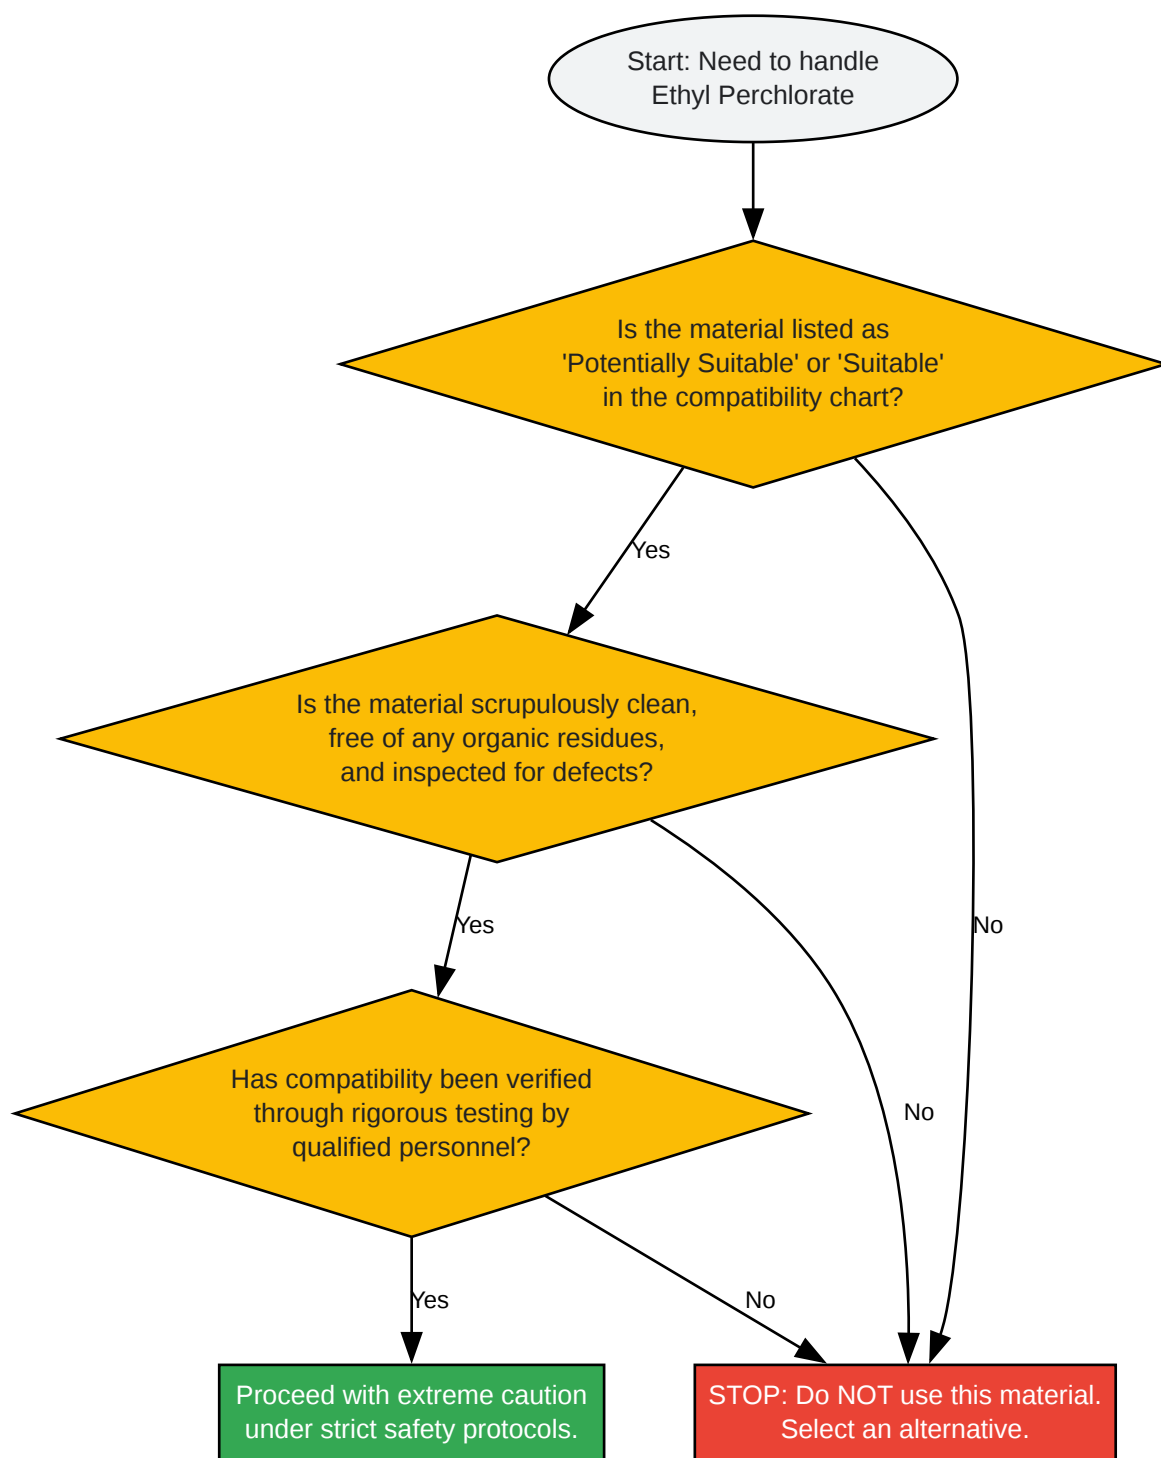 Start: Need to handle
Ethyl Perchlorate
Is the material listed as
'Potentially Suitable' or 'Suitable'
in the compatibility chart?
Yes
Is the material scrupulously clean,
free of any organic residues,
and inspected for defects?
Yes
No
Has compatibility been verified
through rigorous testing by
qualified personnel?
No
Yes
No
Proceed with extreme caution
under strict safety protocols.
STOP: Do NOT use this material.
Select an alternative.